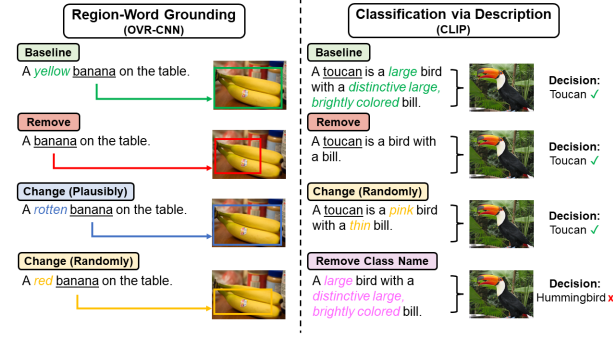 Region-Word Grounding
(OVR-CNN)
Baseline
A yellow banana on the table.
Remove
A banana on the table.
Change (Plausibly)
A rotten banana on the table.
Change (Randomly)
A red banana on the table.
Classification via Description
(CLIP)
Baseline
A toucan is a large bird
with a distinctive large,
brightly colored bill.
Decision:
Toucan ✓
Remove
A toucan is a bird with
a bill.
Decision:
Toucan ✓
Change (Randomly)
A toucan is a pink bird
with a thin bill.
Decision:
Toucan ✓
Remove Class Name
A large bird with a
distinctive large,
brightly colored bill.
Decision:
Hummingbird x